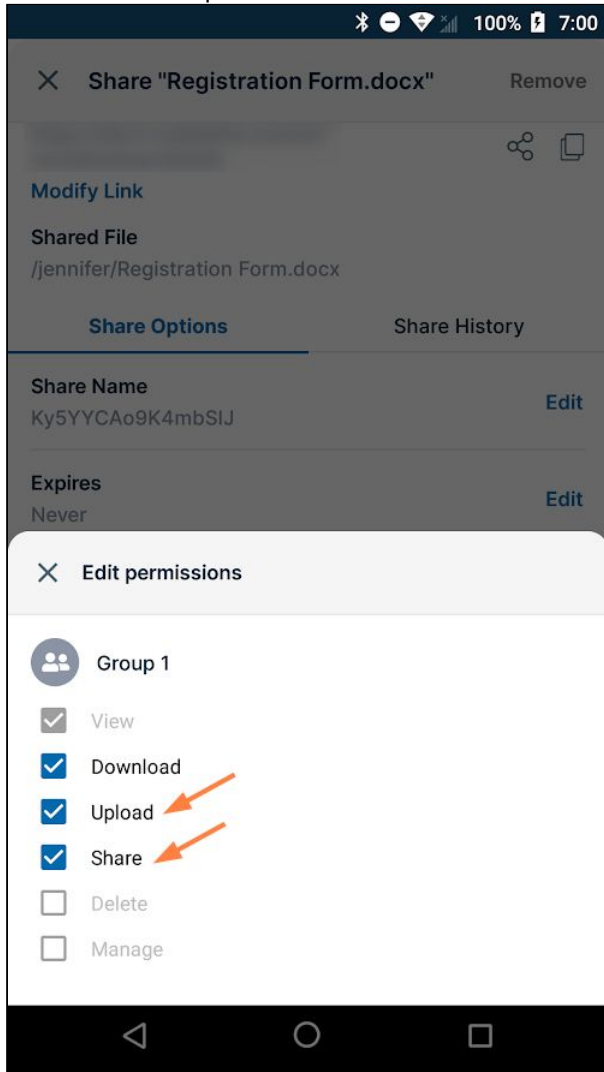 100% 7:00
Share "Registration Form.docx" Remove
Modify Link
Shared File
/jennifer/Registration Form.docx
Share Options Share History
Share Name
Ky5YYCAo9K4mbSIJ Edit
Expires
Never Edit
Edit permissions
Group 1
View
Download
Upload
Share
Delete
Manage